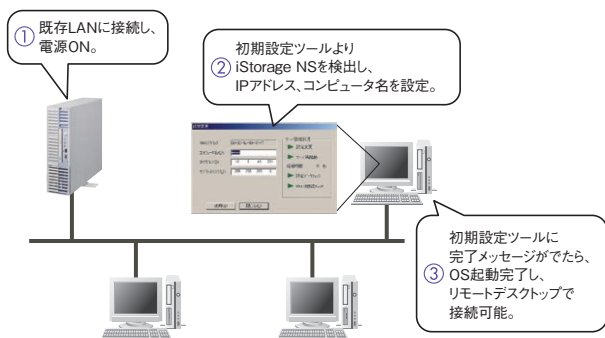 ① 既存LANに接続し、
電源ON。
② 初期設定ツールより
iStorage NSを検出し、
IPアドレス、コンピュータ名を設定。
③ 初期設定ツールに
完了メッセージがでたら、
OS起動完了し、
リモートデスクトップで
接続可能。